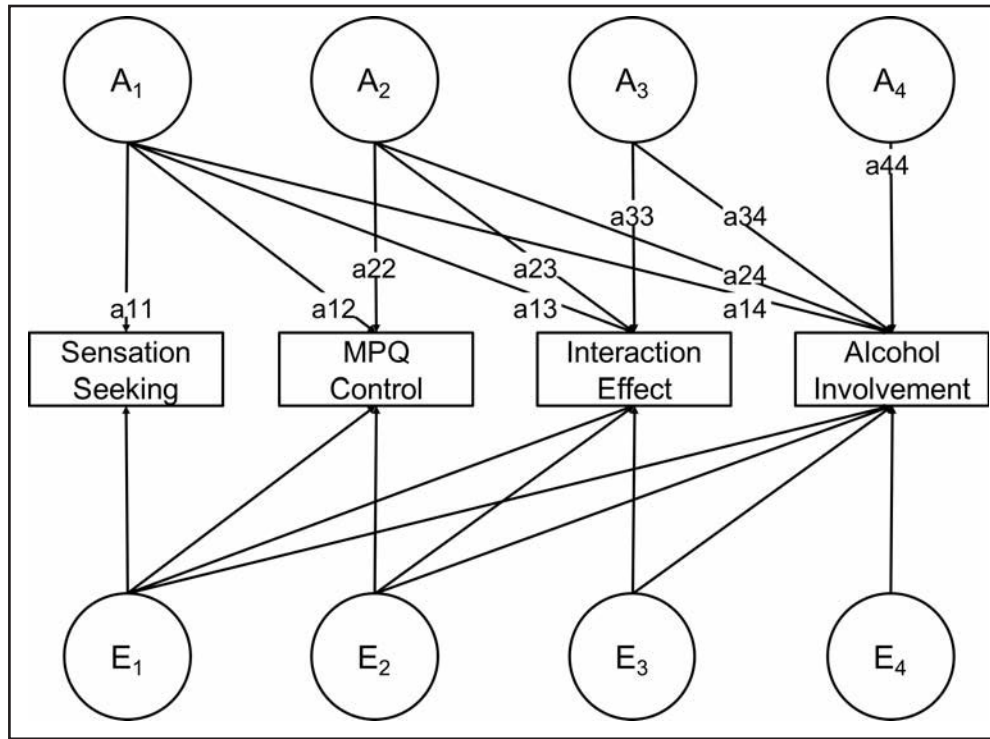 A1
A2
A3
A4
a44
a33
a34
a22
a23
a24
a11
a12
a13
a14
Sensation
Seeking
MPQ
Control
Interaction
Effect
Alcohol
Involvement
E1
E2
E3
E4